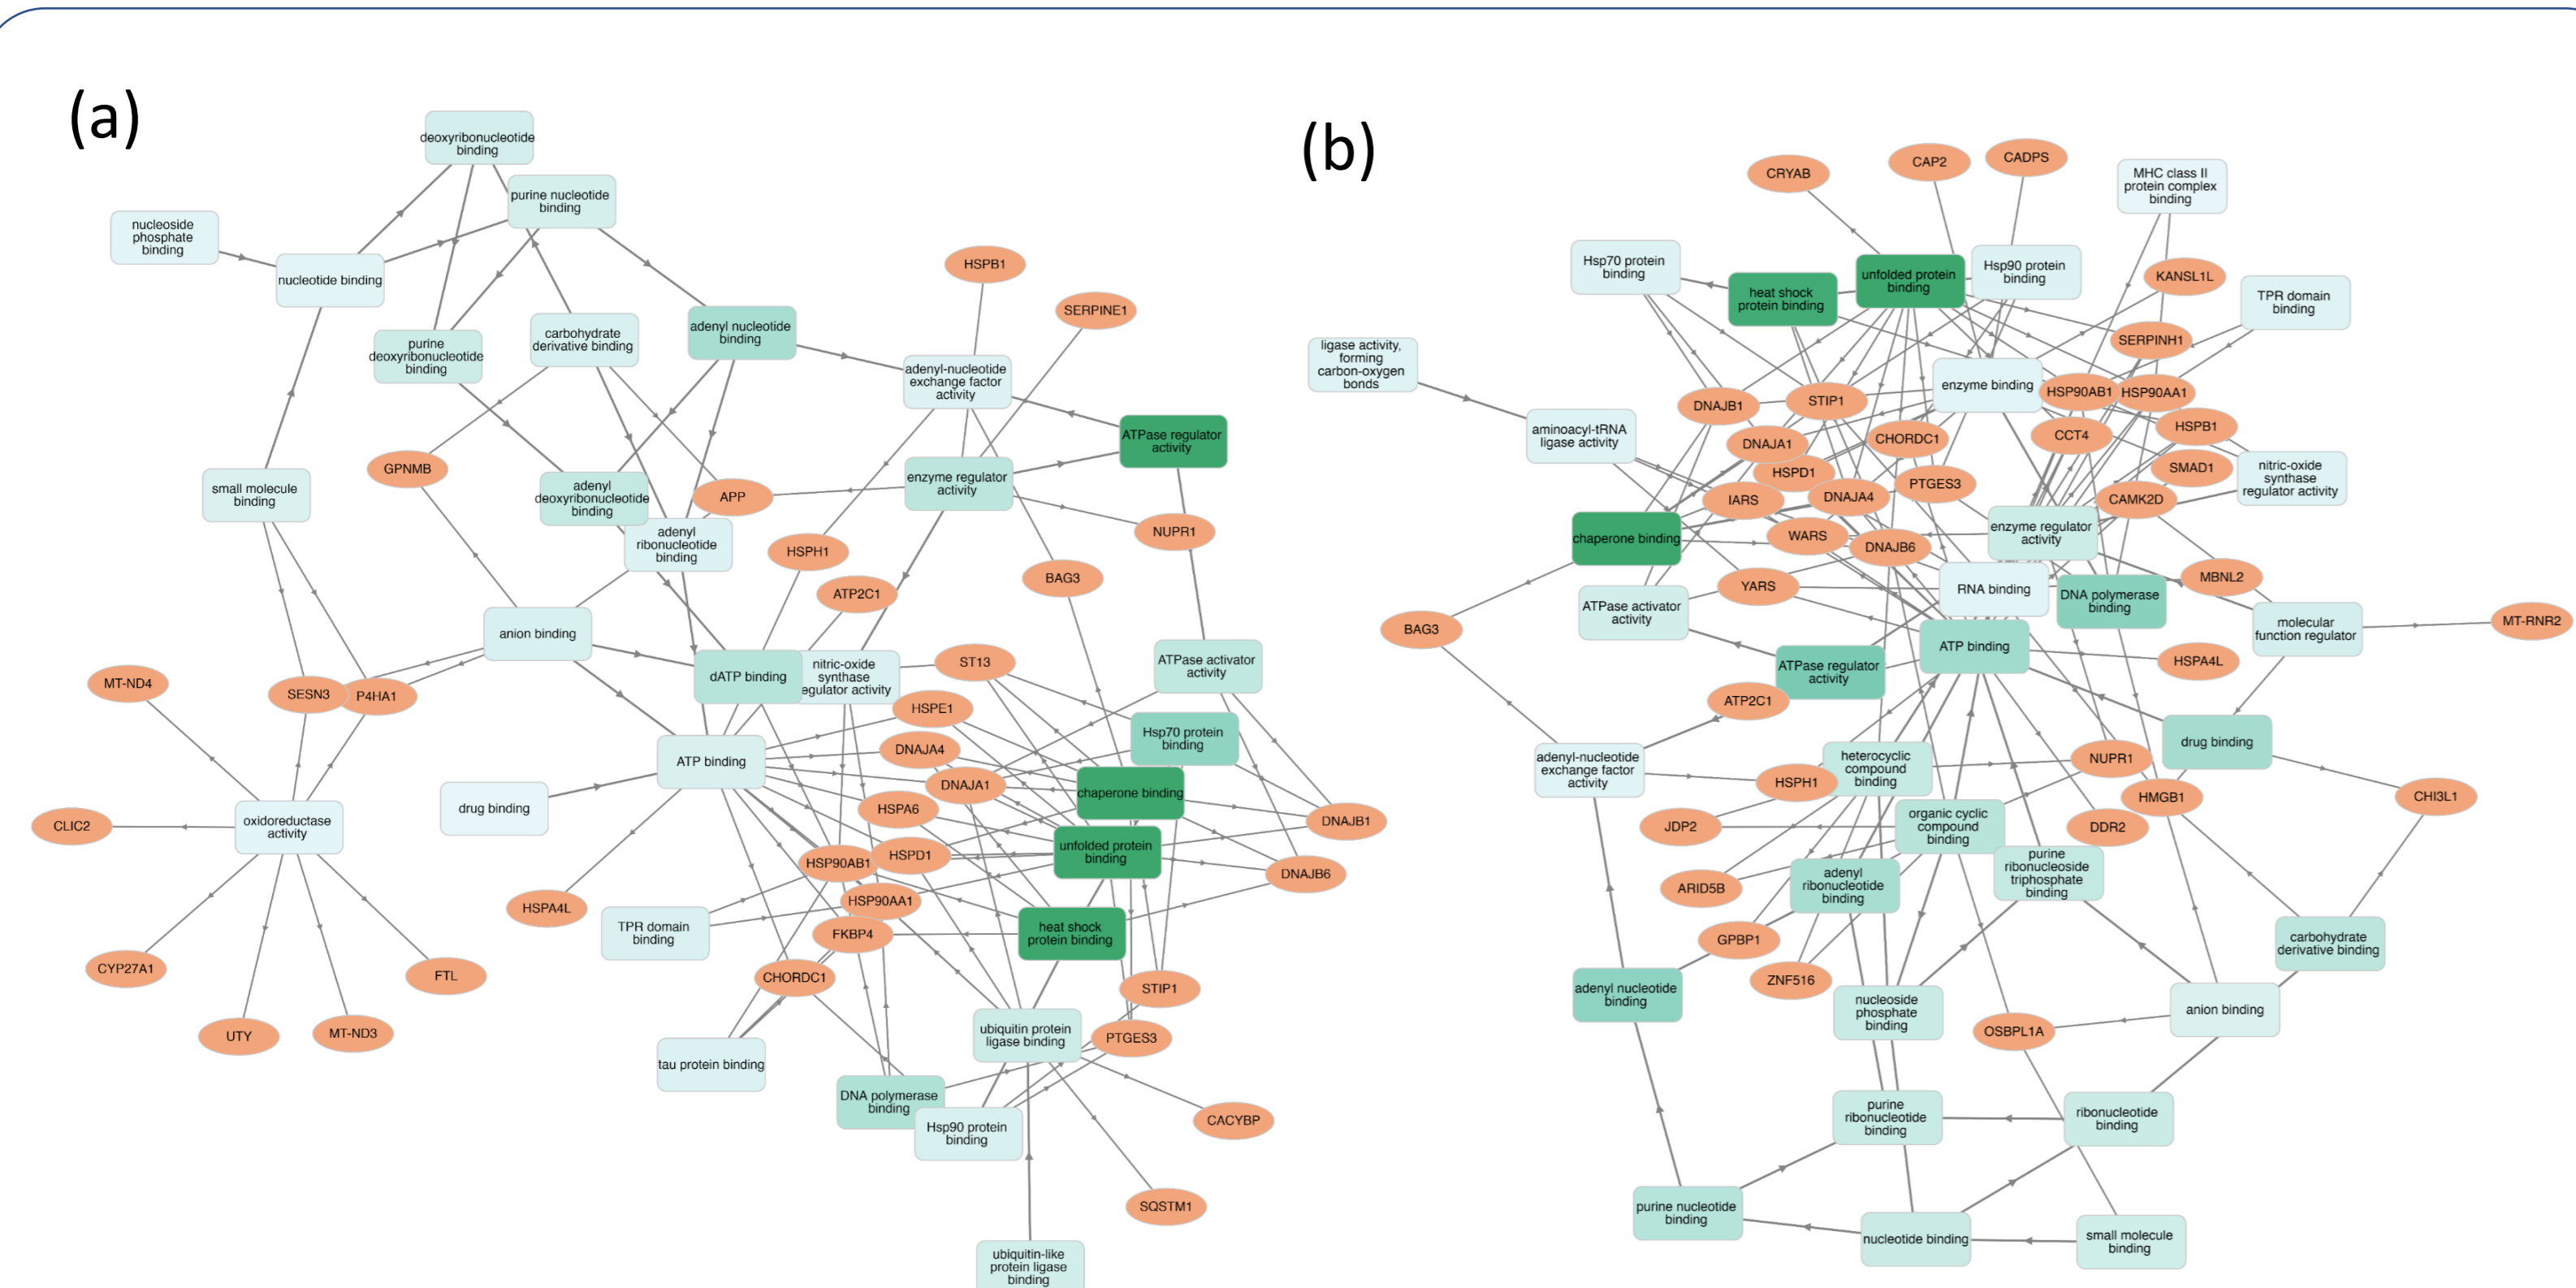 (a)
deoxyribonucleotide
binding
purine nucleotide
binding
nucleoside
phosphate
binding
nucleotide binding
HSPB1
SERPINE1
purine
deoxyribonucleotide
binding
carbohydrate
derivative binding
adenyl nucleotide
binding
adenyl-nucleotide
exchange factor
activity
ATPase regulator
activity
GPNMB
small molecule
binding
adenyl
deoxyribonucleotide
binding
APP
enzyme regulator
activity
adenyl
ribonucleotide
binding
HSPH1
NUPR1
ATP2C1
BAG3
anion binding
MT-ND4
SESN3
P4HA1
dATP binding
nitric-oxide
synthase
egulator activity
ST13
ATPase activator
activity
HSPE1
Hsp70 protein
binding
DNAJA4
ATP binding
DNAJA1
chaperone binding
drug binding
HSPA6
DNAJB1
CLIC2
oxidoreductase
activity
HSP90AB1
HSPD1
unfolded protein
binding
DNAJB6
HSPA4L
HSP90AA1
TPR domain
binding
FKBP4
heat shock
protein binding
CYP27A1
FTL
CHORDC1
STIP1
UTY
MT-ND3
ubiquitin protein
ligase binding
PTGES3
tau protein binding
DNA polymerase
binding
Hsp90 protein
binding
CACYBP
SQSTM1
ubiquitin-like
protein ligase
binding
(b)
CRYAB
CAP2
CADPS
MHC class II
protein complex
binding
Hsp70 protein
binding
heat shock
protein binding
unfolded protein
binding
Hsp90 protein
binding
KANSL1L
TPR domain
binding
SERPINH1
ligase activity,
forming
carbon-oxygen
bonds
enzyme binding
HSP90AB1
HSP90AA1
DNAJB1
STIP1
aminoacyl-tRNA
ligase activity
DNAJA1
CHORDC1
CCT4
HSPB1
HSPD1
SMAD1
nitric-oxide
synthase
regulator activity
IARS
DNAJA4
PTGES3
CAMK2D
chaperone binding
WARS
DNAJB6
enzyme regulator
activity
YARS
RNA binding
DNA polymerase
binding
MBNL2
ATPase activator
activity
BAG3
molecular
function regulator
MT-RNR2
ATP binding
HSPA4L
ATPase regulator
activity
ATP2C1
drug binding
adenyl-nucleotide
exchange factor
activity
HSPH1
heterocyclic
compound
binding
NUPR1
HMGB1
CHI3L1
JDP2
organic cyclic
compound
binding
DDR2
ARID5B
adenyl
ribonucleotide
binding
purine
ribonucleoside
triphosphate
binding
GPBP1
carbohydrate
derivative binding
ZNF516
adenyl nucleotide
binding
nucleoside
phosphate
binding
OSBPL1A
anion binding
purine
ribonucleotide
binding
ribonucleotide
binding
purine nucleotide
binding
nucleotide binding
small molecule
binding